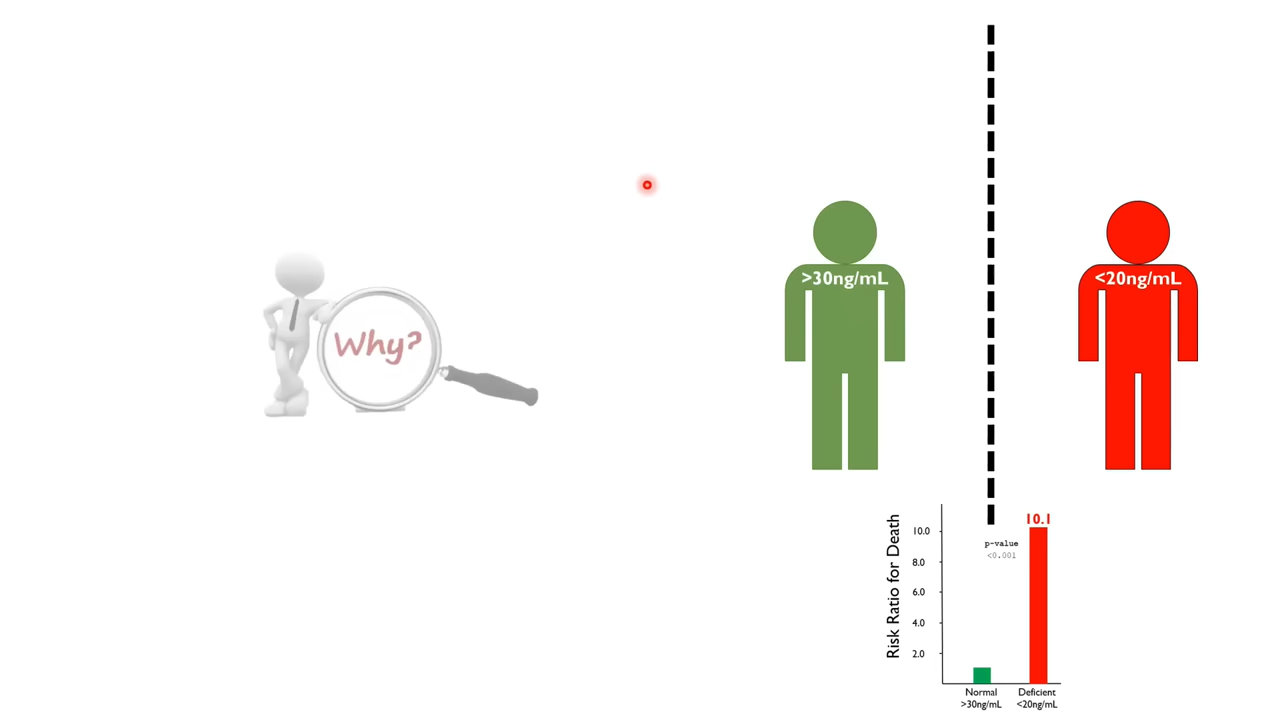 >30ng/mL
<20ng/mL
Why?
Risk Ratio for Death
10.0
8.0
6.0
4.0
2.0
10.1
p-value
<0.001
Normal
>30ng/mL
Deficient
<20ng/mL